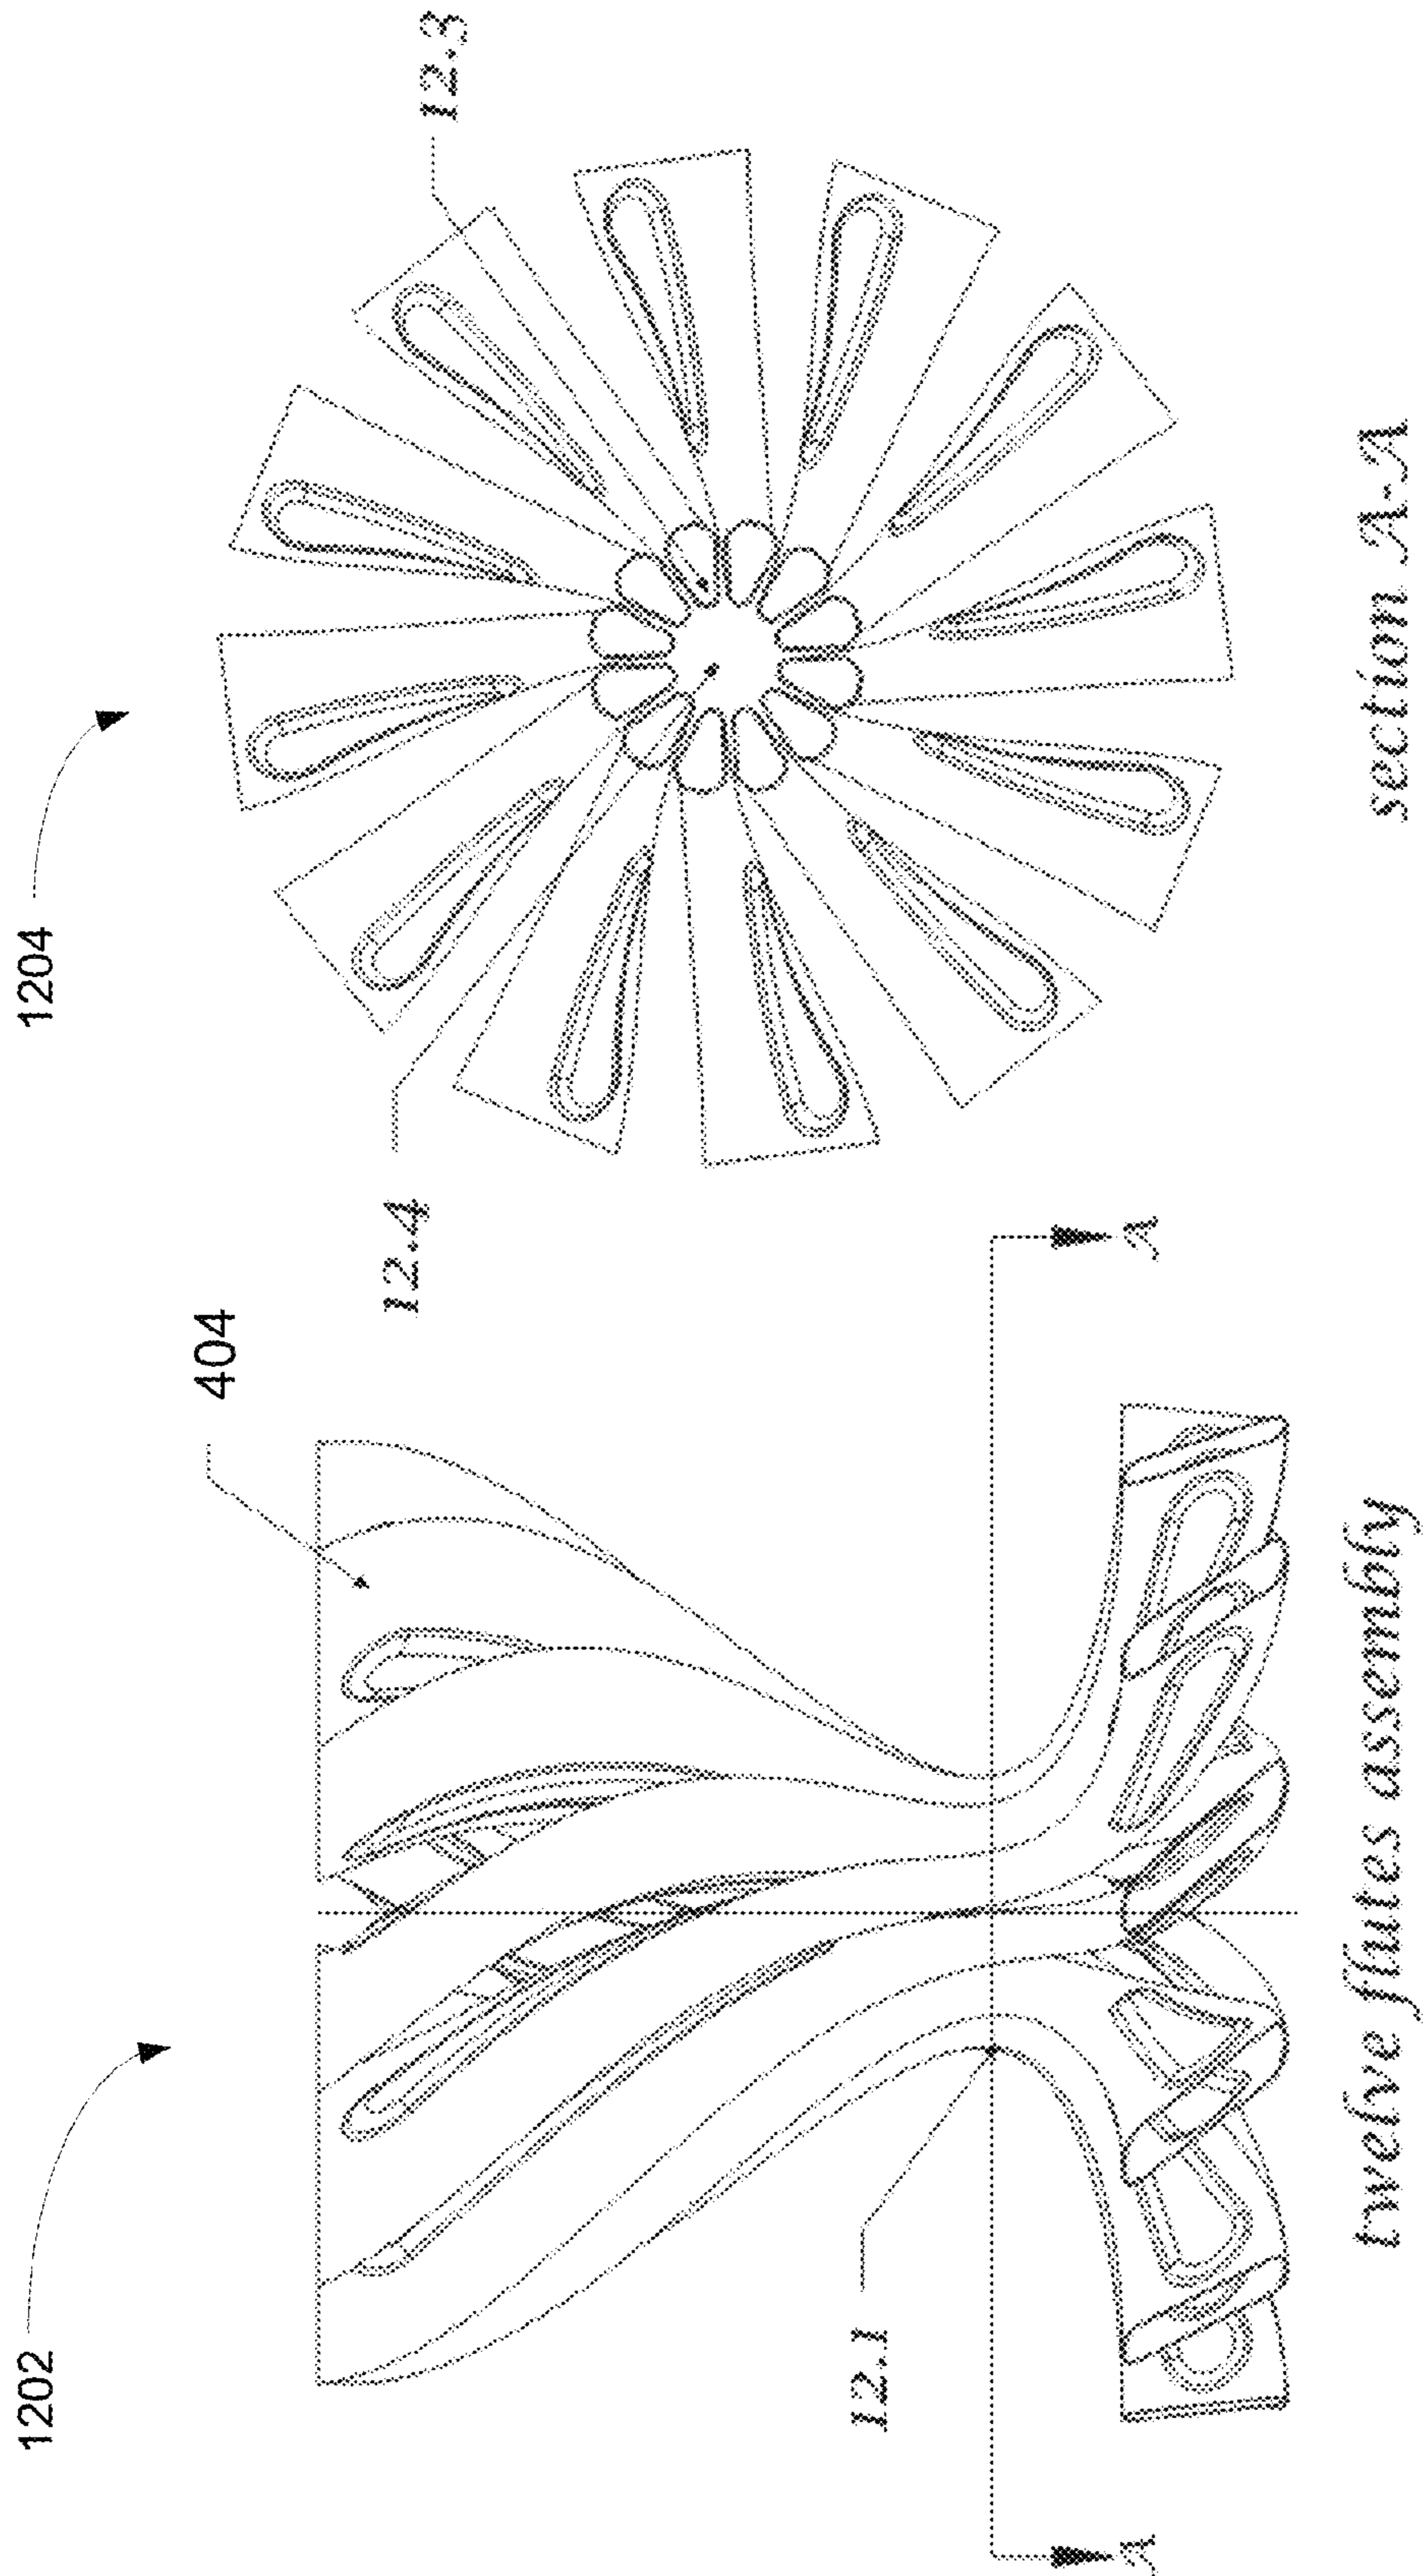 1202
1204
404
12.3
12.4
12.1
A
A
twelve flutes assembly
section A-A